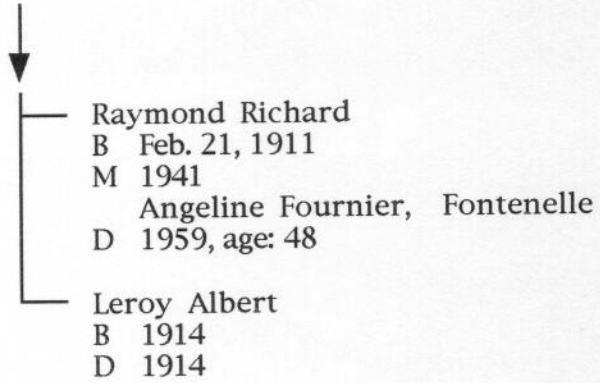 Raymond Richard
B Feb. 21, 1911
M 1941
Angeline Fournier, Fontenelle
D 1959, age: 48
Leroy Albert
B 1914
D 1914